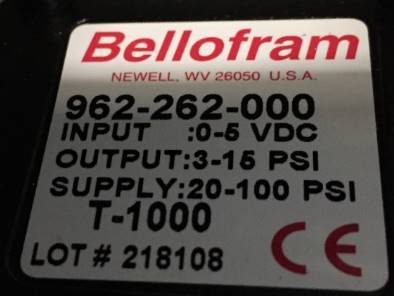 Bellofram
NEWELL, WV 26050 U.S.A.
962-262-000
INPUT :0-5 VDC
OUTPUT:3-15 PSI
SUPPLY:20-100 PSI
T-1000
LOT # 218108 CE